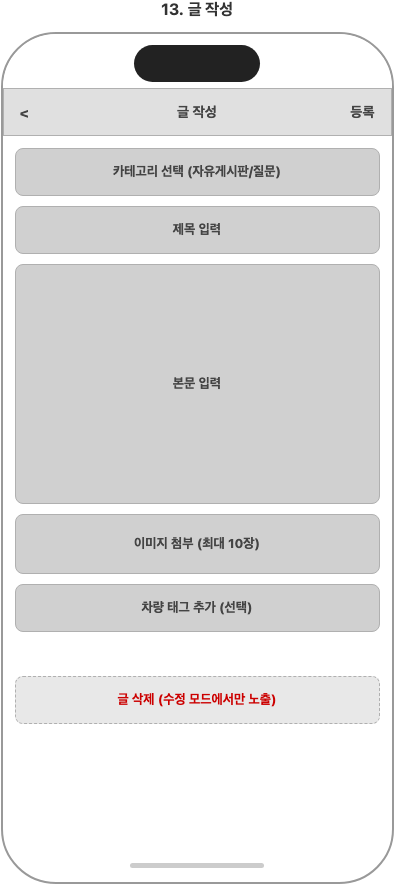 13. 글 작성
< 글 작성 등록
카테고리 선택 (자유게시판/질문)
제목 입력
본문 입력
이미지 첨부 (최대 10장)
차량 태그 추가 (선택)
글 삭제 (수정 모드에서만 노출)